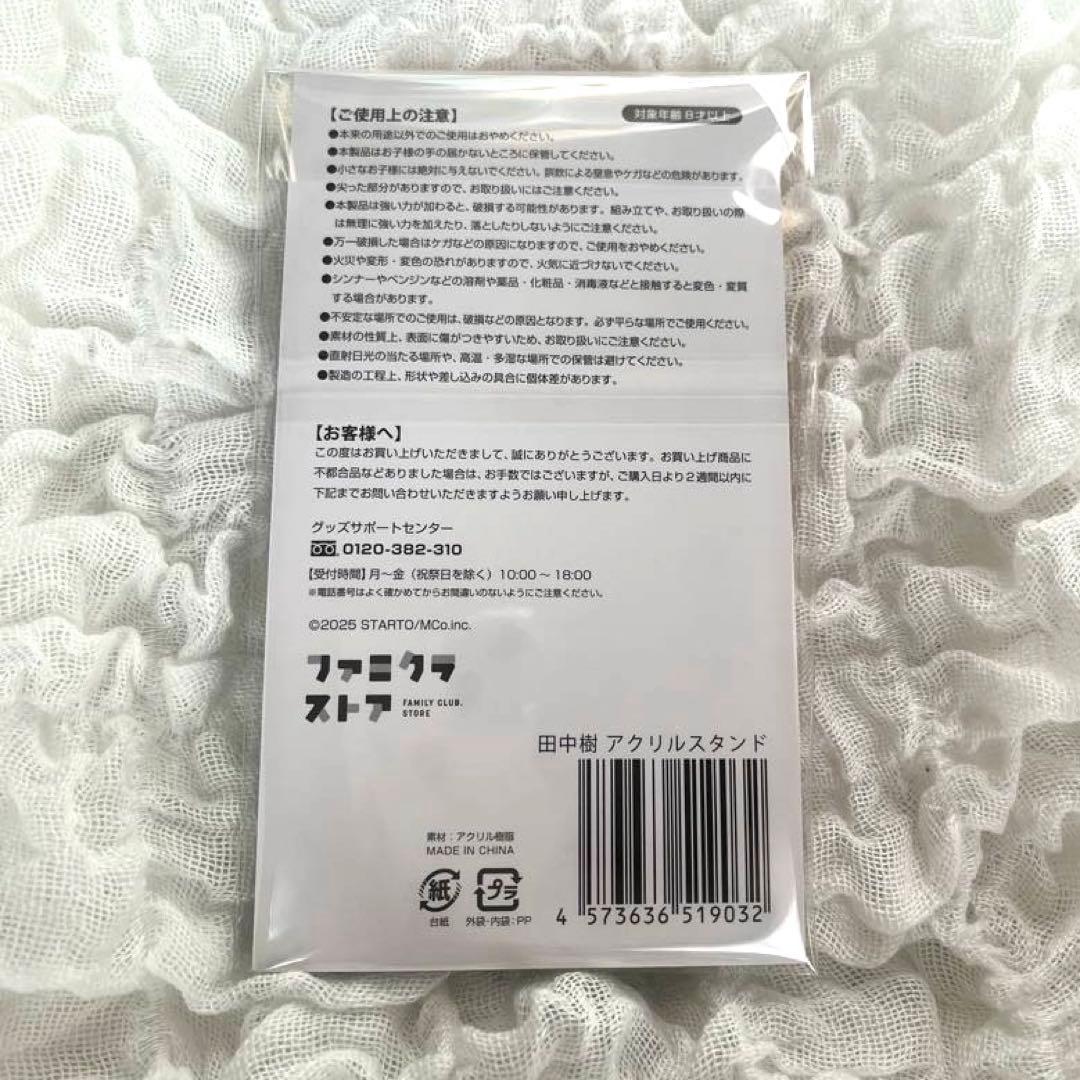 【ご使用上の注意】
対象年齢8才以上
●本来の用途以外でのご使用はおやめください。
●本製品はお子様の手の届かないところに保管してください。
●小さなお子様には絶対に与えないでください。誤飲による窒息やケガなどの危険があります。
●尖った部分がありますので、お取り扱いにはご注意ください。
●本製品は強い力が加わると、破損する可能性があります。組み立てや、お取り扱いの際
は無理に強い力を加えたり、落としたりしないようにご注意ください。
●万一破損した場合はケガなどの原因になりますので、ご使用をおやめください。
●火災や変形・変色の恐れがありますので、火気に近づけないでください。
●シンナーやベンジンなどの溶剤や薬品・化粧品・消毒液などと接触すると変色・変質
する場合があります。
●不安定な場所でのご使用は、破損などの原因となります。必ず平らな場所でご使用ください。
●素材の性質上、表面に傷がつきやすいため、お取り扱いにご注意ください。
●直射日光の当たる場所や、高温・多湿な場所での保管は避けてください。
●製造の工程上、形状や差し込みの具合に個体差があります。
【お客様へ】
この度はお買い上げいただきまして、誠にありがとうございます。お買い上げ商品に
不都合品などありました場合は、お手数ではございますが、ご購入日より2週間以内に
下記までお問い合わせいただきますようお願い申し上げます。
グッズサポートセンター
0120-382-310
【受付時間】月〜金（祝祭日を除く）10:00〜18:00
※電話番号はよく確かめてからお間違いのないようにご注意ください。
©2025 STARTO/MCo.inc.
ファミクラ
ストア
FAMILY CLUB.
STORE
田中樹 アクリルスタンド
素材：アクリル樹脂
MADE IN CHINA
紙
プラ
台紙
外袋・内袋：PP
4 573636 519032